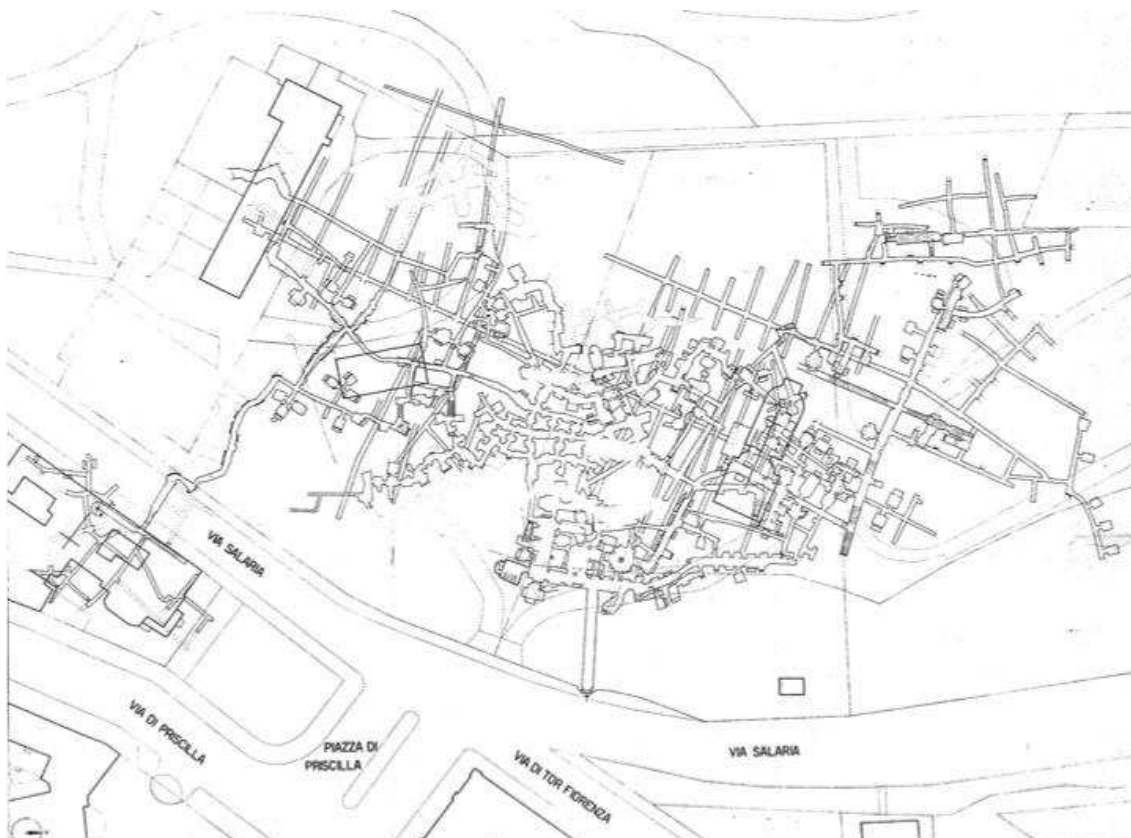 VIA SALARIA
VIA DI PRISCILLA
PIAZZA DI
PRISCILLA
VIA DI TOR FIORENZA
VIA SALARIA